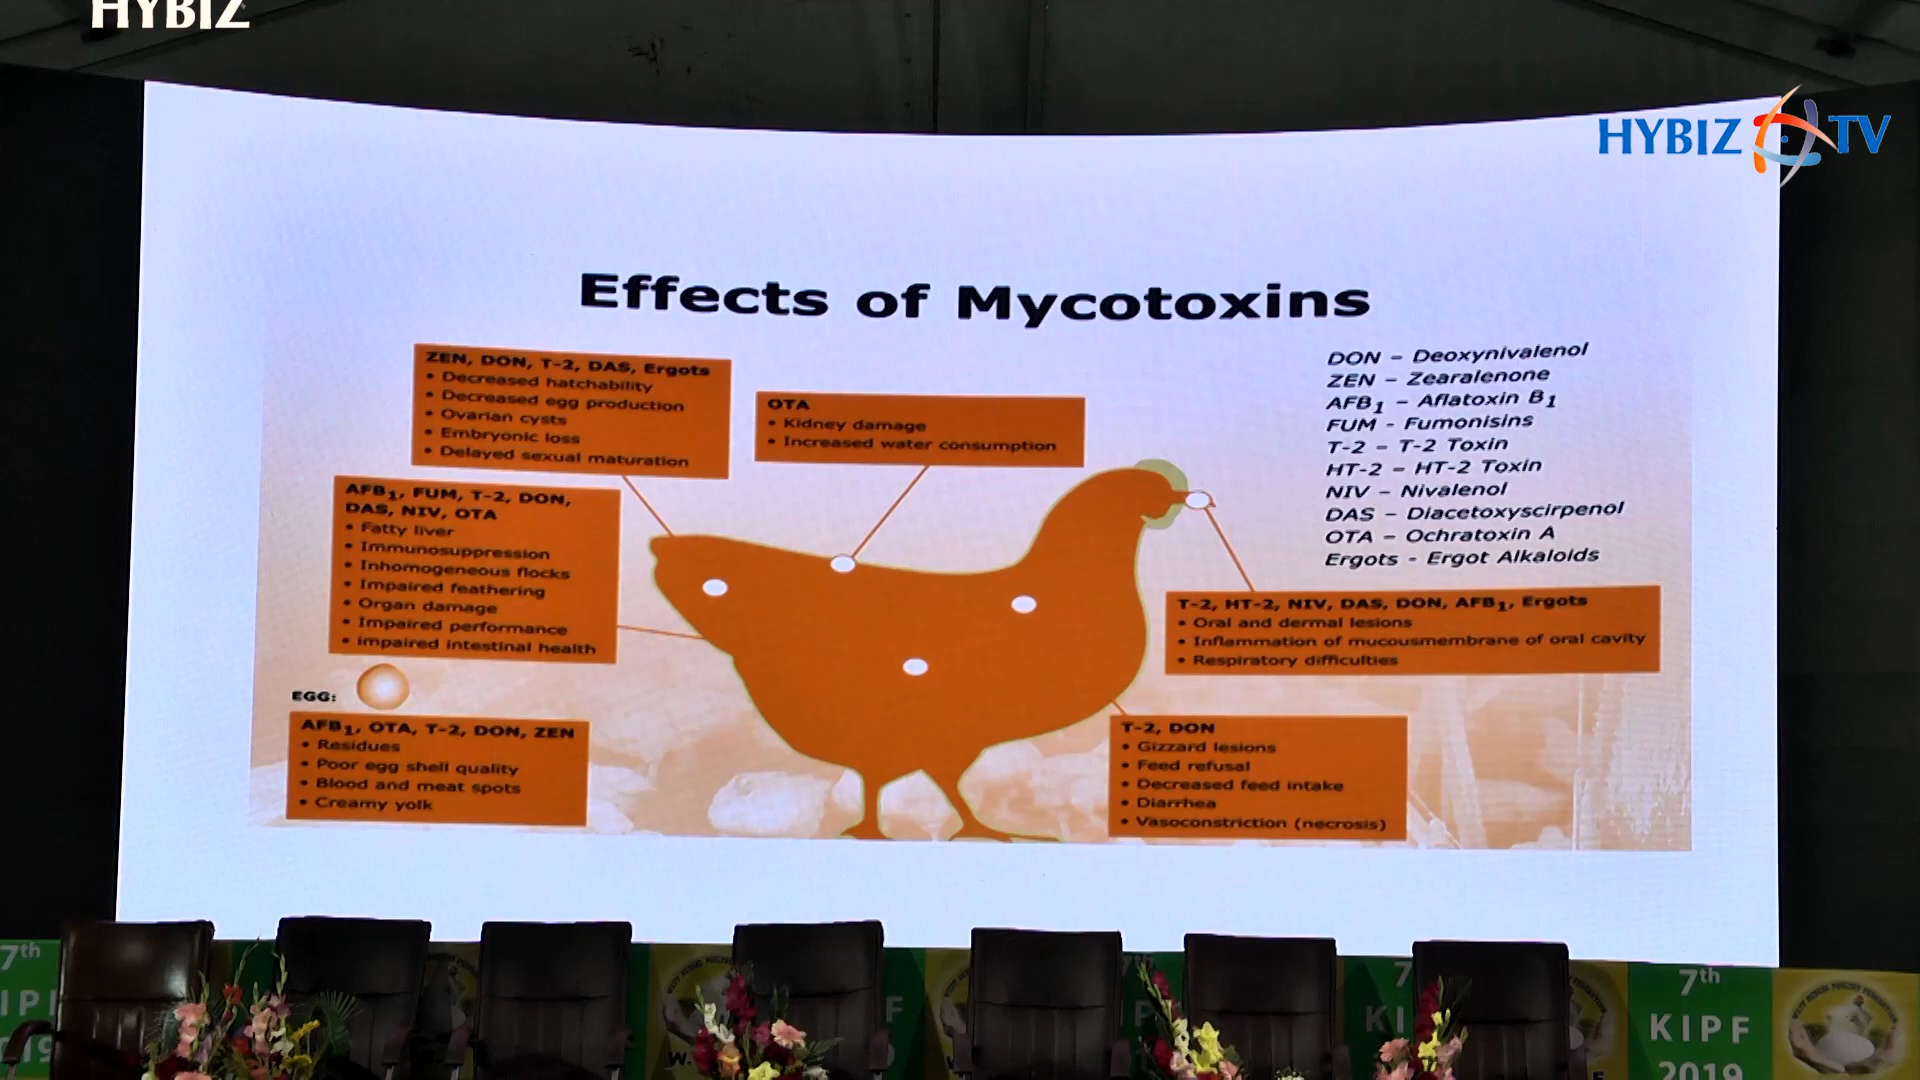 HYBIZ
HYBIZ TV
Effects of Mycotoxins
ZEN, DON, T-2, DAS, Ergots
• Decreased hatchability
• Decreased egg production
• Ovarian cysts
• Embryonic loss
• Delayed sexual maturation
OTA
• Kidney damage
• Increased water consumption
DON – Deoxynivalenol
ZEN – Zearalenone
AFB1 – Aflatoxin B1
FUM - Fumonisins
T-2 – T-2 Toxin
HT-2 – HT-2 Toxin
NIV – Nivalenol
DAS – Diacetoxyscirpenol
OTA – Ochratoxin A
Ergots - Ergot Alkaloids
AFB1, FUM, T-2, DON,
DAS, NIV, OTA
• Fatty liver
• Immunosuppression
• Inhomogeneous flocks
• Impaired feathering
• Organ damage
• Impaired performance
• impaired intestinal health
T-2, HT-2, NIV, DAS, DON, AFB1, Ergots
• Oral and dermal lesions
• Inflammation of mucousmembrane of oral cavity
• Respiratory difficulties
EGG:
AFB1, OTA, T-2, DON, ZEN
• Residues
• Poor egg shell quality
• Blood and meat spots
• Creamy yolk
T-2, DON
• Gizzard lesions
• Feed refusal
• Decreased feed intake
• Diarrhea
• Vasoconstriction (necrosis)
7th
7th
KIPF
2019